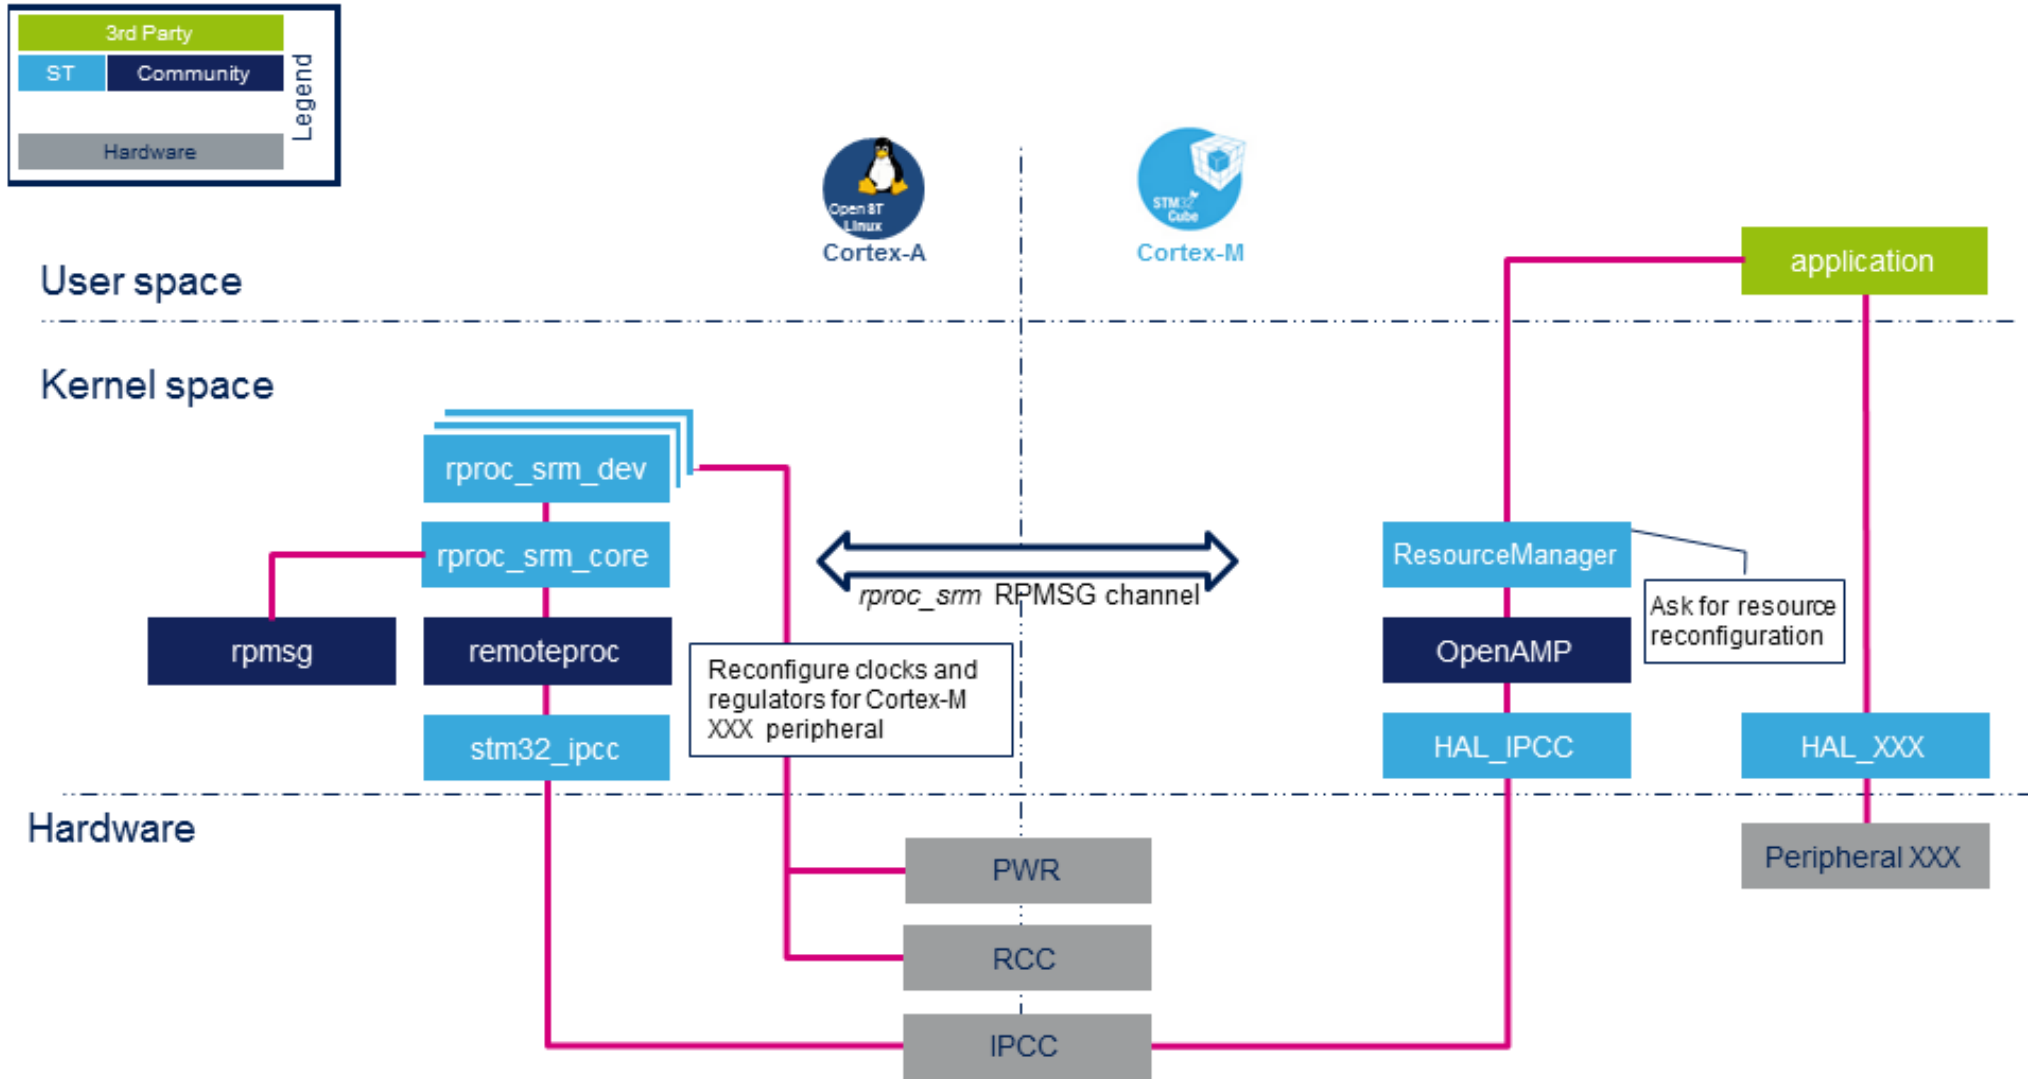 3rd Party
ST
Community
Hardware
Legend
Open ST
Linux
Cortex-A
STM32
Cube
Cortex-M
application
User space
Kernel space
rproc_srm_dev
rproc_srm_core
rproc_srm RPMSG channel
ResourceManager
Ask for resource
reconfiguration
rpmsg
remoteproc
Reconfigure clocks and
regulators for Cortex-M
XXX peripheral
OpenAMP
stm32_ipcc
HAL_IPCC
HAL_XXX
Hardware
PWR
Peripheral XXX
RCC
IPCC